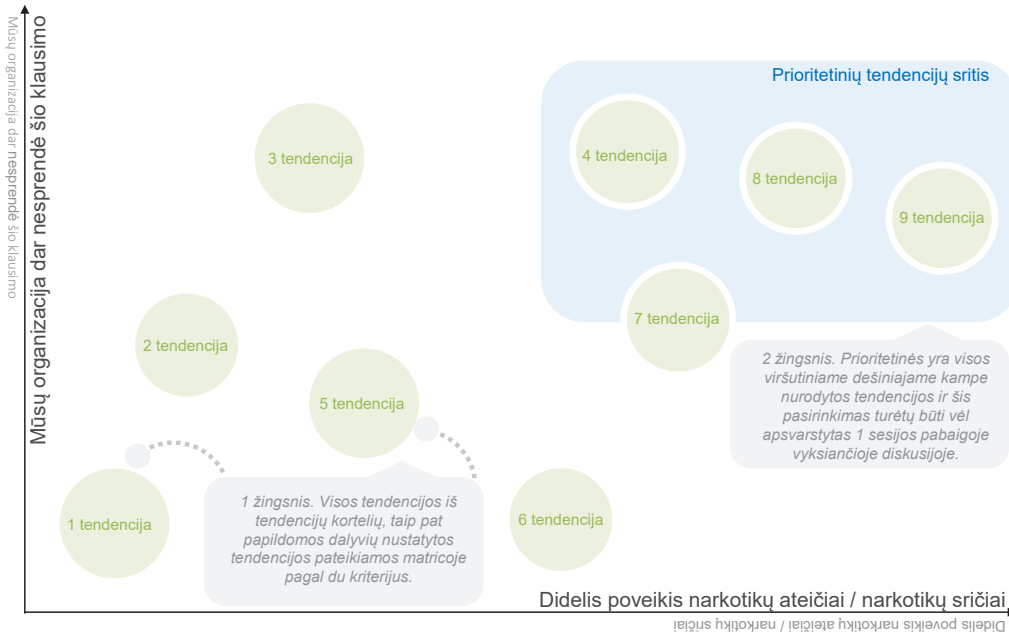 Mūsų organizacija dar nesprendė šio klausimo
Mūsų organizacija dar nesprendė šio klausimo
Prioritetinių tendencijų sritis
3 tendencija
4 tendencija
8 tendencija
9 tendencija
2 tendencija
7 tendencija
5 tendencija
2 žingsnis. Prioritetinės yra visos
viršutiniame dešiniajame kampe
nurodytos tendencijos ir šis
pasirinkimas turėtų būti vėl
apsvarstytas 1 sesijos pabaigoje
vyksiančioje diskusijoje.
1 tendencija
1 žingsnis. Visos tendencijos iš
tendencijų kortelių, taip pat
papildomos dalyvių nustatytos
tendencijos pateikiamos matricoje
pagal du kriterijus.
6 tendencija
Didelis poveikis narkotikų ateičiai / narkotikų sričiai
Didelis poveikis narkotikų ateičiai / narkotikų sričiai